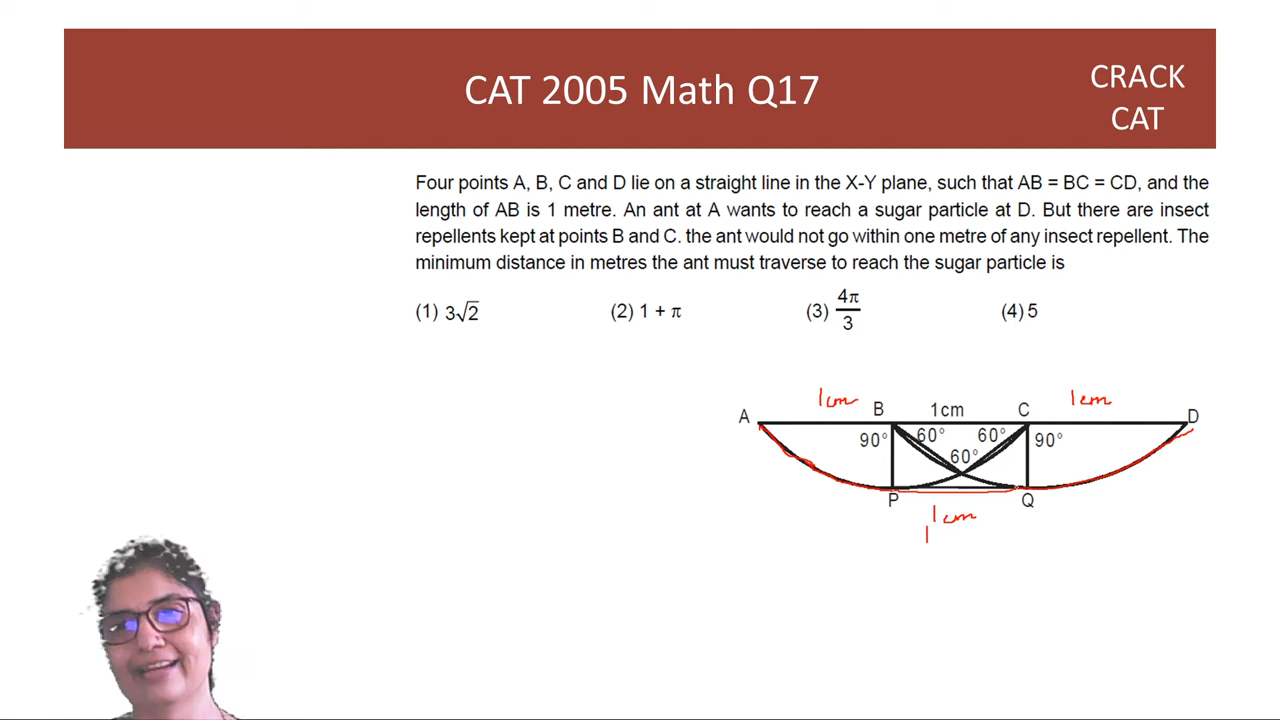 CAT 2005 Math Q17
CRACK
CAT
Four points A, B, C and D lie on a straight line in the X-Y plane, such that AB = BC = CD, and the
length of AB is 1 metre. An ant at A wants to reach a sugar particle at D. But there are insect
repellents kept at points B and C. the ant would not go within one metre of any insect repellent. The
minimum distance in metres the ant must traverse to reach the sugar particle is
(1) 3√2 (2) 1 + π (3) 4π/3 (4) 5
1cm 1cm
A B 1cm C D
90° 60° 60° 90°
60°
P Q
1cm
1